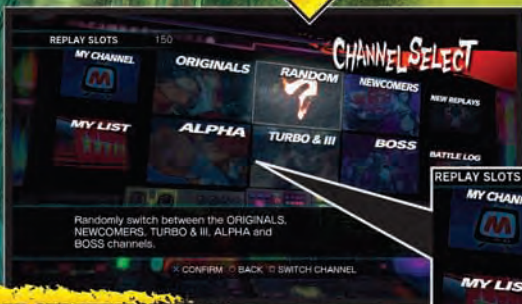 REPLAY SLOTS 150
CHANNEL SELECT
MY CHANNEL
ORIGINALS
RANDOM
NEWCOMERS
NEW REPLAYS
MY LIST
ALPHA
TURBO & III
BOSS
BATTLE LOG
Randomly switch between the ORIGINALS,
NEWCOMERS, TURBO & III, ALPHA and
BOSS channels.
× CONFIRM ○ BACK □ SWITCH CHANNEL
REPLAY SLOTS
MY CHAN
MY LIS